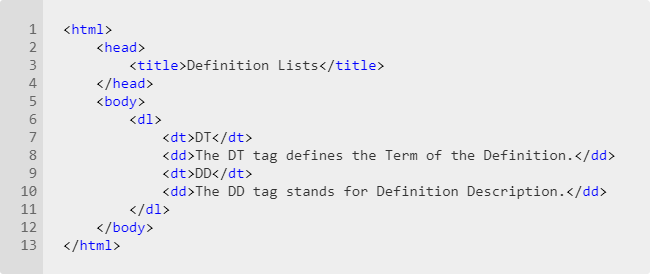 1 <html>
2 <head>
3 <title>Definition Lists</title>
4 </head>
5 <body>
6 <dl>
7 <dt>DT</dt>
8 <dd>The DT tag defines the Term of the Definition.</dd>
9 <dt>DD</dt>
10 <dd>The DD tag stands for Definition Description.</dd>
11 </dl>
12 </body>
13 </html>